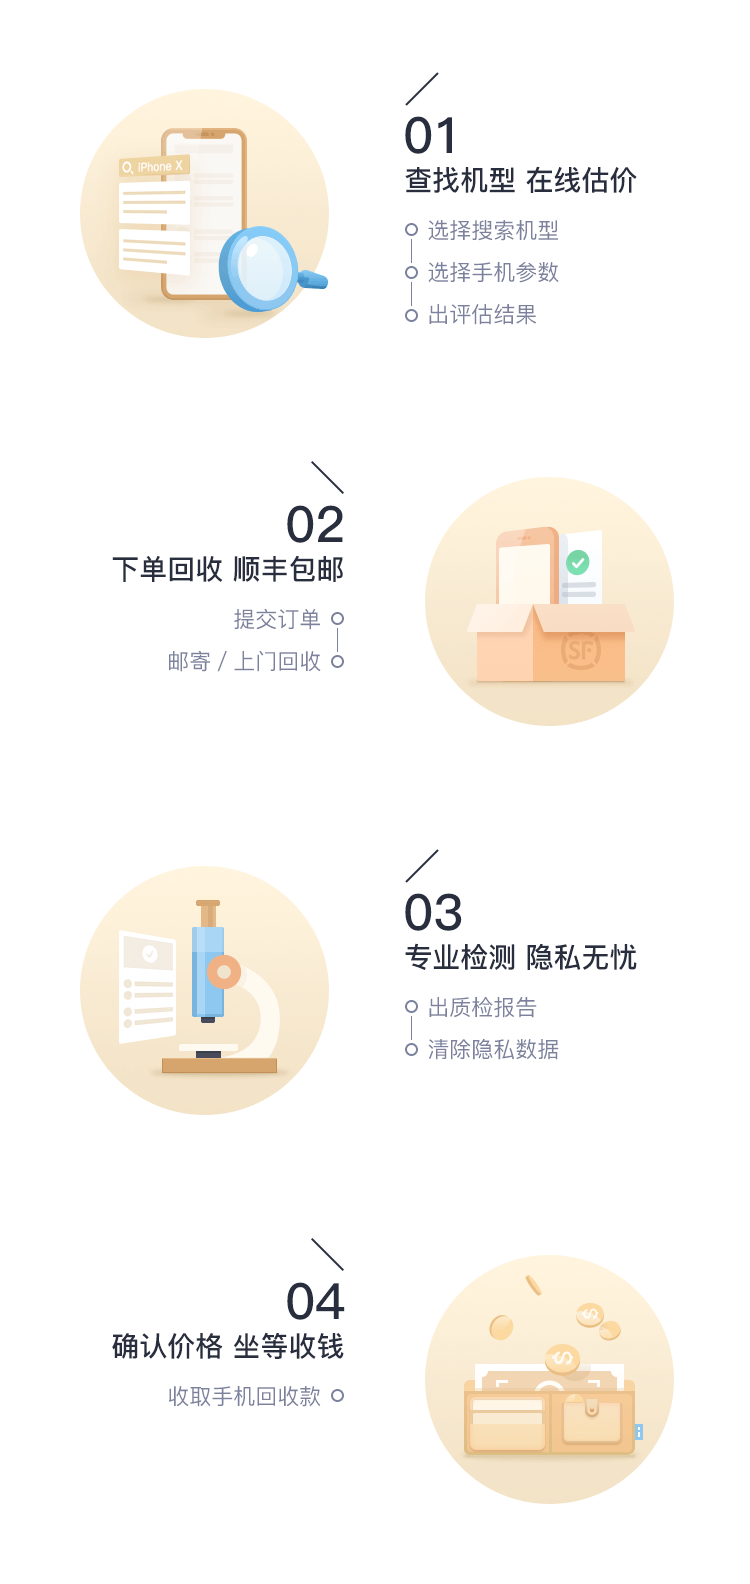 01
查找机型 在线估价
iPhone X
选择搜索机型
选择手机参数
出评估结果
02
下单回收 顺丰包邮
提交订单
邮寄 / 上门回收
SF
03
专业检测 隐私无忧
出质检报告
清除隐私数据
04
确认价格 坐等收钱
收取手机回收款
$
$